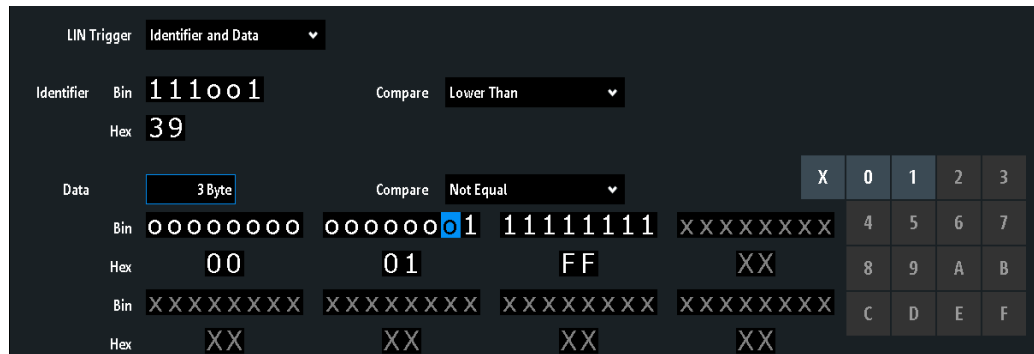 LIN Trigger Identifier and Data
Identifier Bin 111oo1 Compare Lower Than
Hex 39
Data 3 Byte Compare Not Equal X 0 1 2 3
Bin oooooooo ooooooo1 11111111 XXXXXXXX 4 5 6 7
Hex 00 01 FF XX 8 9 A B
Bin XXXXXXXX XXXXXXXX XXXXXXXX XXXXXXXX C D E F
Hex XX XX XX XX